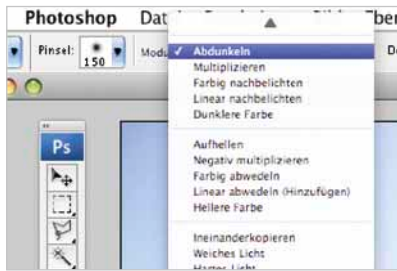 Photoshop
Pinsel:
150
Abdunkeln
Multiplizieren
Farbig nachbelichten
Linear nachbelichten
Dunklere Farbe
Aufhellen
Negativ multiplizieren
Farbig abwedeln
Linear abwedeln (Hinzufügen)
Hellere Farbe
Ineinanderkopieren
Weiches Licht
Ps